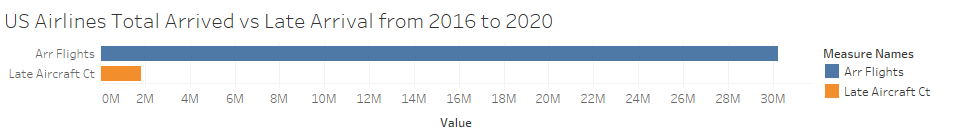 US Airlines Total Arrived vs Late Arrival from 2016 to 2020
Arr Flights
Late Aircraft Ct
0M 2M 4M 6M 8M 10M 12M 14M 16M 18M 20M 22M 24M 26M 28M 30M
Value
Measure Names
Arr Flights
Late Aircraft Ct